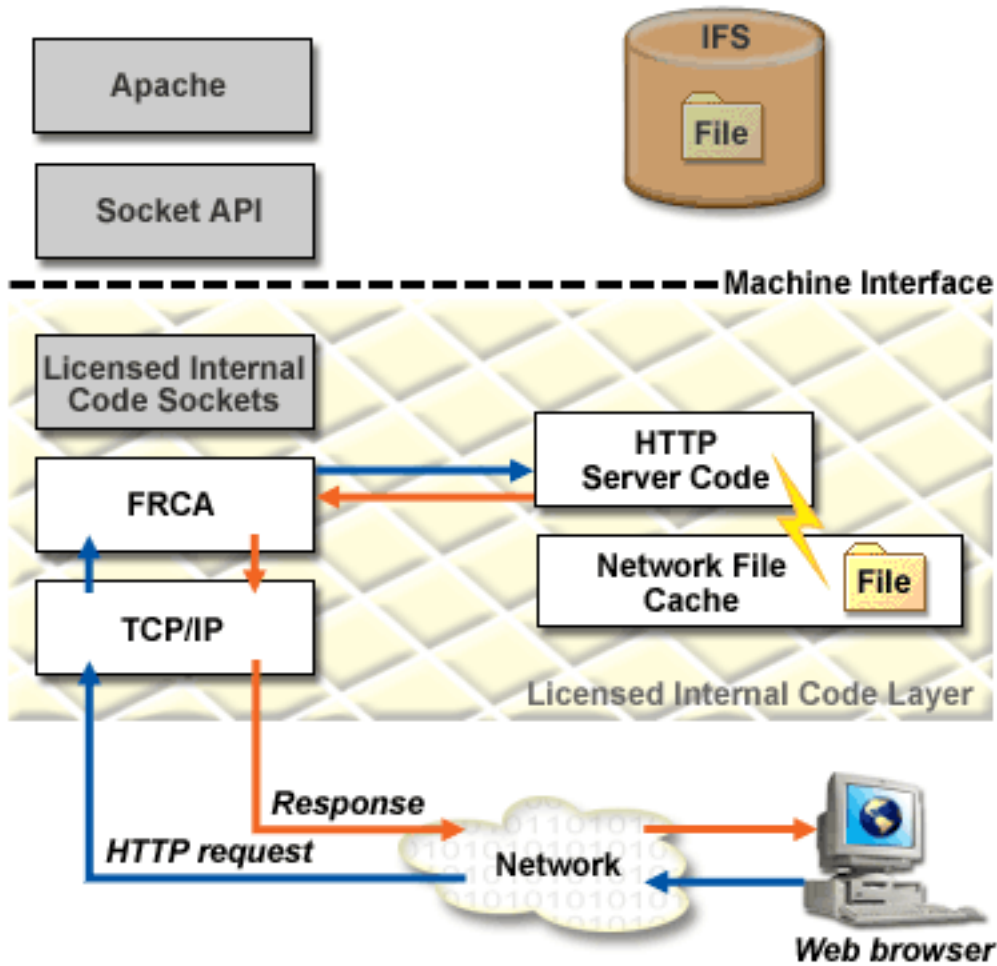 Apache
IFS
File
Socket API
Machine Interface
Licensed Internal
Code Sockets
HTTP
Server Code
FRCA
Network File
Cache
File
TCP/IP
Licensed Internal Code Layer
Response
HTTP request
Network
Web browser